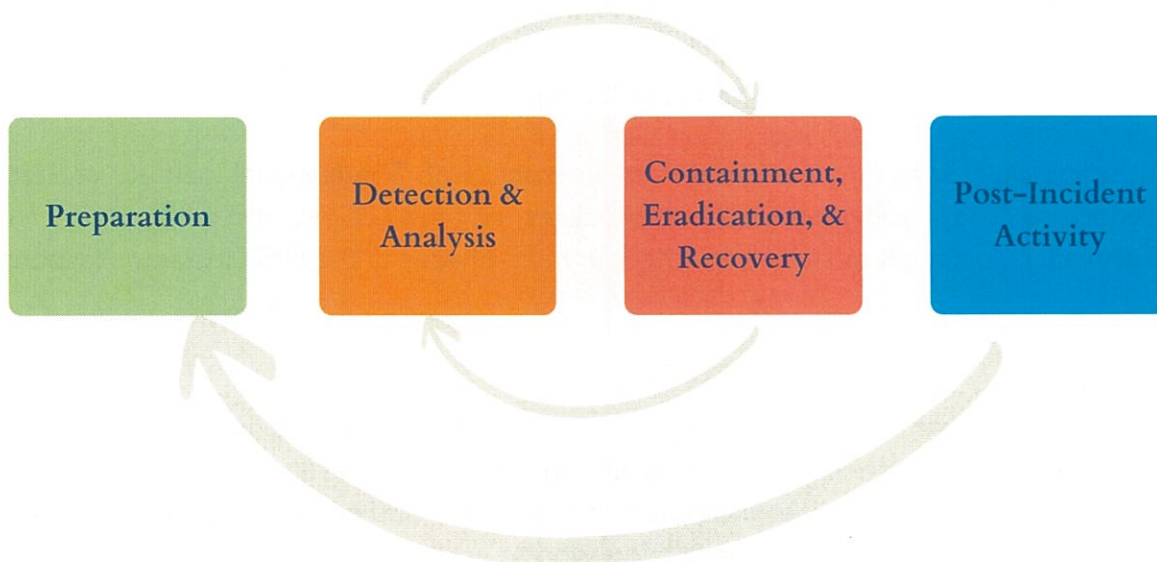 Preparation
Detection &
Analysis
Containment,
Eradication, &
Recovery
Post-Incident
Activity